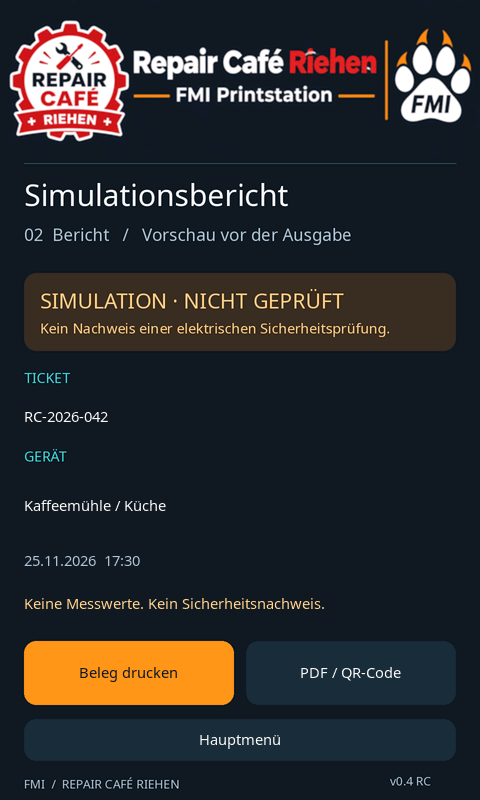 REPAIR
CAFÉ
RIEHEN
Repair Café Riehen
FMI Printstation
FMI
Simulationsbericht
02 Bericht / Vorschau vor der Ausgabe
SIMULATION · NICHT GEPRÜFT
Kein Nachweis einer elektrischen Sicherheitsprüfung.
TICKET
RC-2026-042
GERÄT
Kaffeemühle / Küche
25.11.2026 17:30
Keine Messwerte. Kein Sicherheitsnachweis.
Beleg drucken
PDF / QR-Code
Hauptmenü
FMI / REPAIR CAFÉ RIEHEN
v0.4 RC